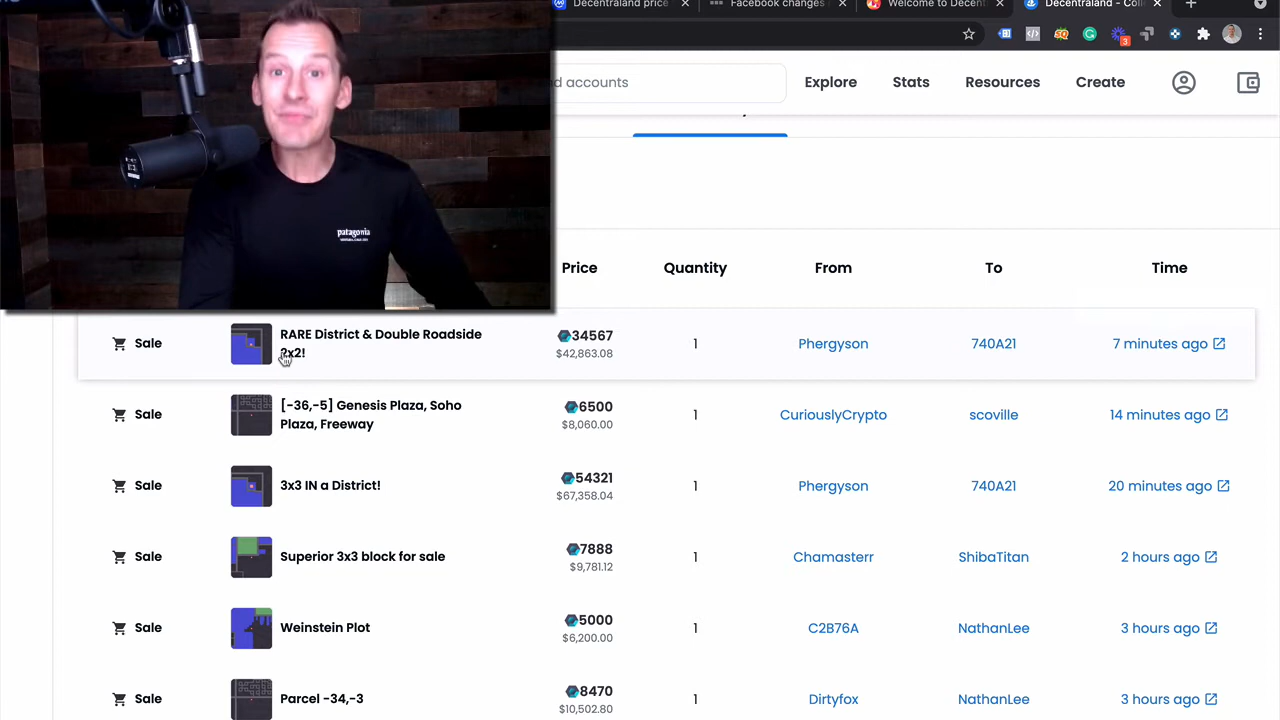 Decentraland price
Facebook changes
Welcome to Decent
Decentraland - Coll
3
d accounts
Explore
Stats
Resources
Create
patagonia
Price
Quantity
From
To
Time
Sale
RARE District & Double Roadside
2x2!
34567
$42,863.08
1
Phergyson
740A21
7 minutes ago
Sale
[-36,-5] Genesis Plaza, Soho
Plaza, Freeway
6500
$8,060.00
1
CuriouslyCrypto
scoville
14 minutes ago
Sale
3x3 IN a District!
54321
$67,358.04
1
Phergyson
740A21
20 minutes ago
Sale
Superior 3x3 block for sale
7888
$9,781.12
1
Chamasterr
ShibaTitan
2 hours ago
Sale
Weinstein Plot
5000
$6,200.00
1
C2B76A
NathanLee
3 hours ago
Sale
Parcel -34,-3
8470
$10,502.80
1
Dirtyfox
NathanLee
3 hours ago